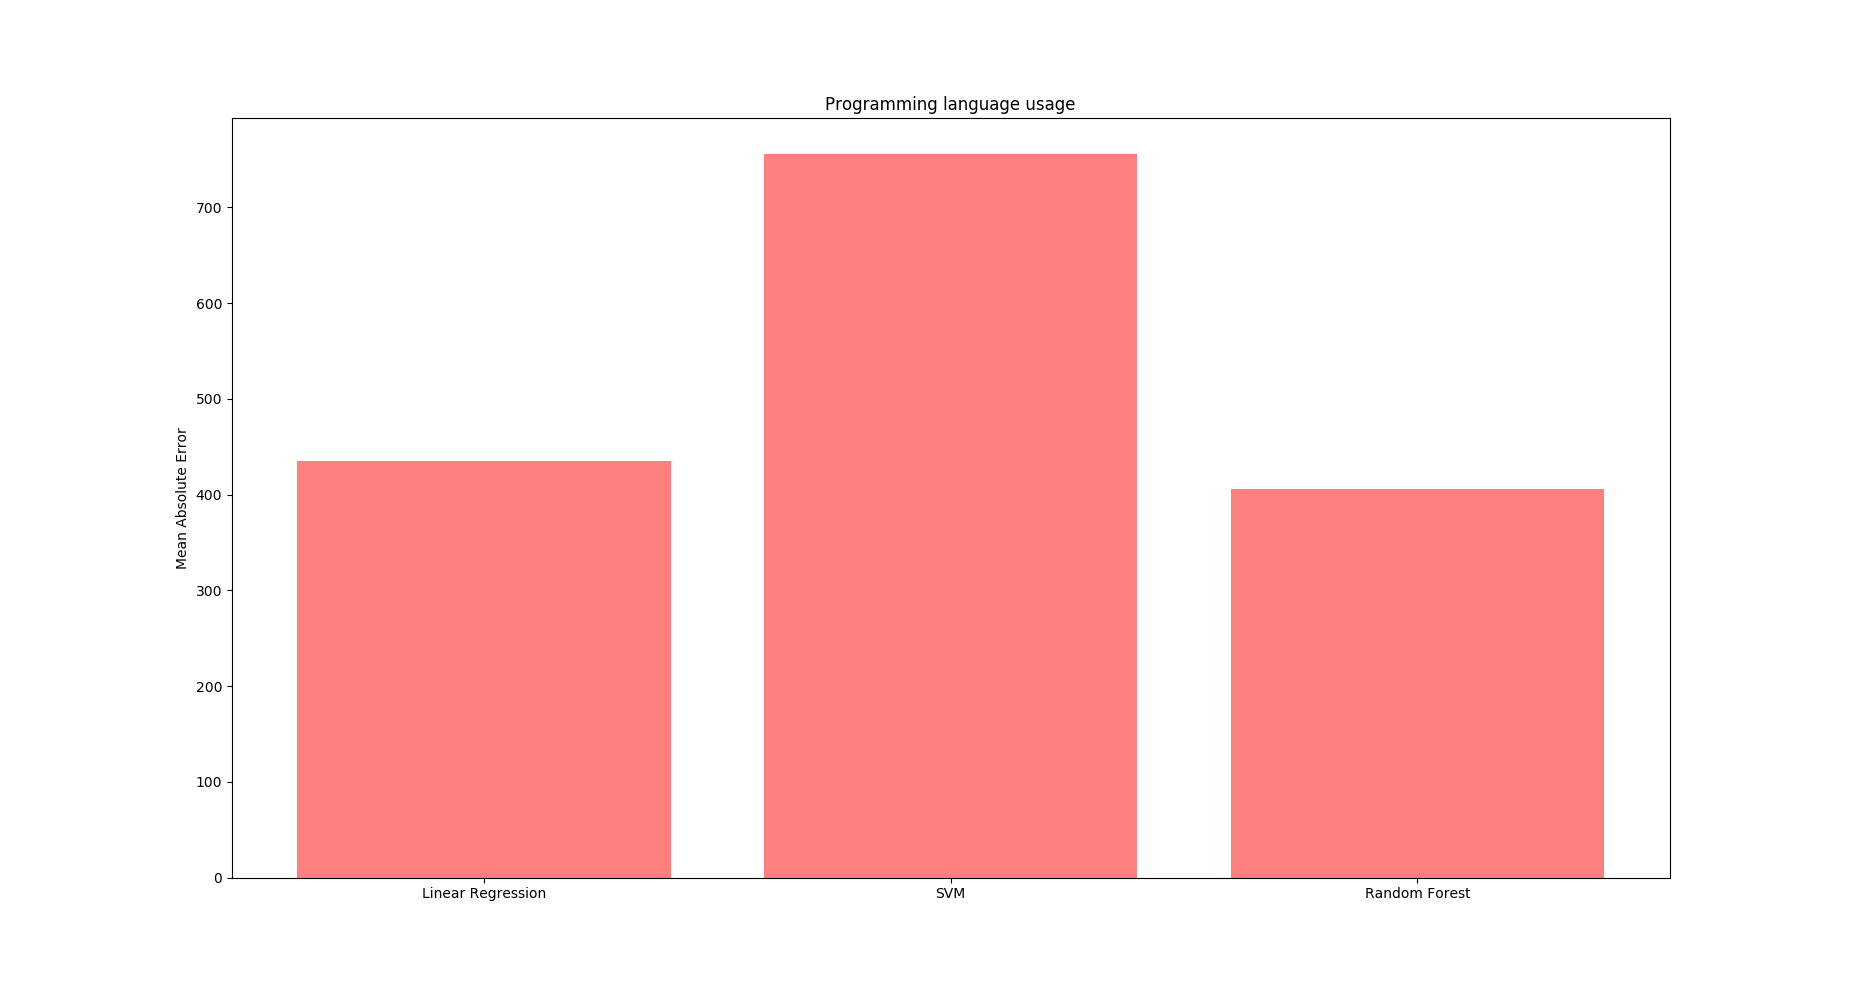 Programming language usage
Mean Absolute Error
700
600
500
400
300
200
100
0
Linear Regression
SVM
Random Forest